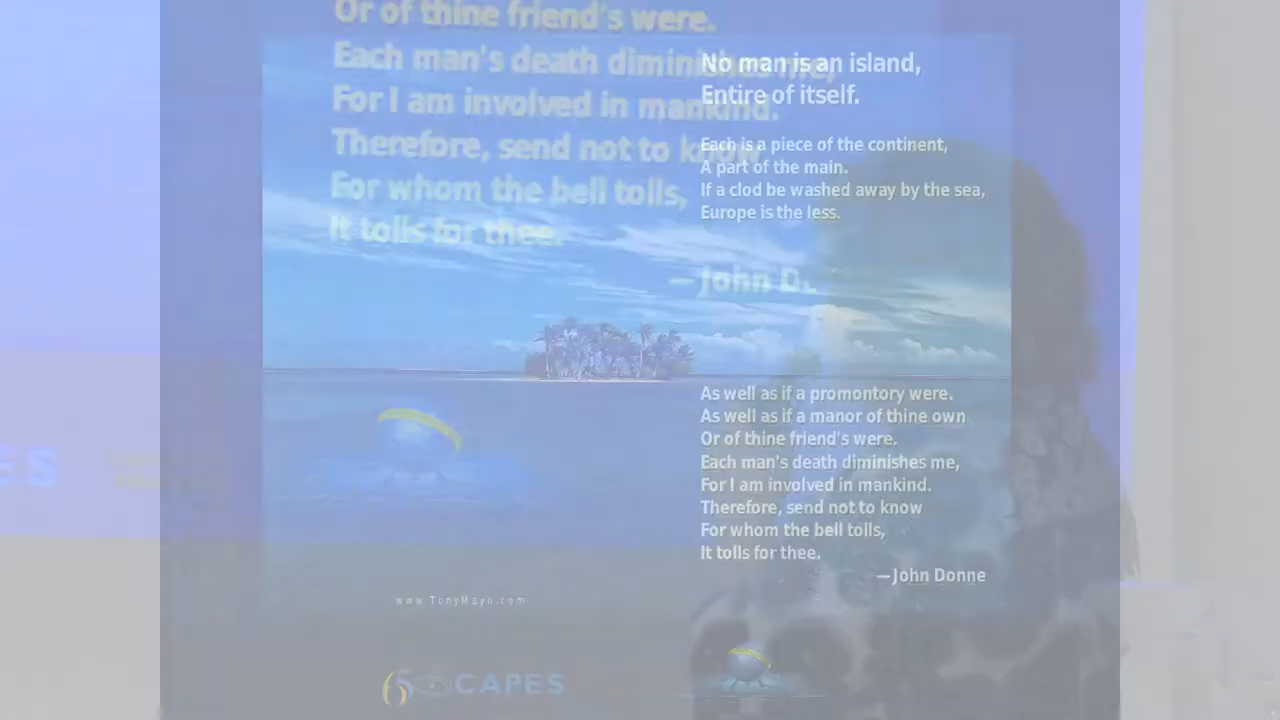 Or of thine friend's were.
Each man's death diminishes me,
For I am involved in mankind.
Therefore, send not to know
For whom the bell tolls,
It tolls for thee.
—John D
No man is an island,
Entire of itself.
Each is a piece of the continent,
A part of the main.
If a clod be washed away by the sea,
Europe is the less.
As well as if a promontory were.
As well as if a manor of thine own
Or of thine friend's were.
Each man's death diminishes me,
For I am involved in mankind.
Therefore, send not to know
For whom the bell tolls,
It tolls for thee.
—John Donne
www.TonyMayo.com
CAPES
ES